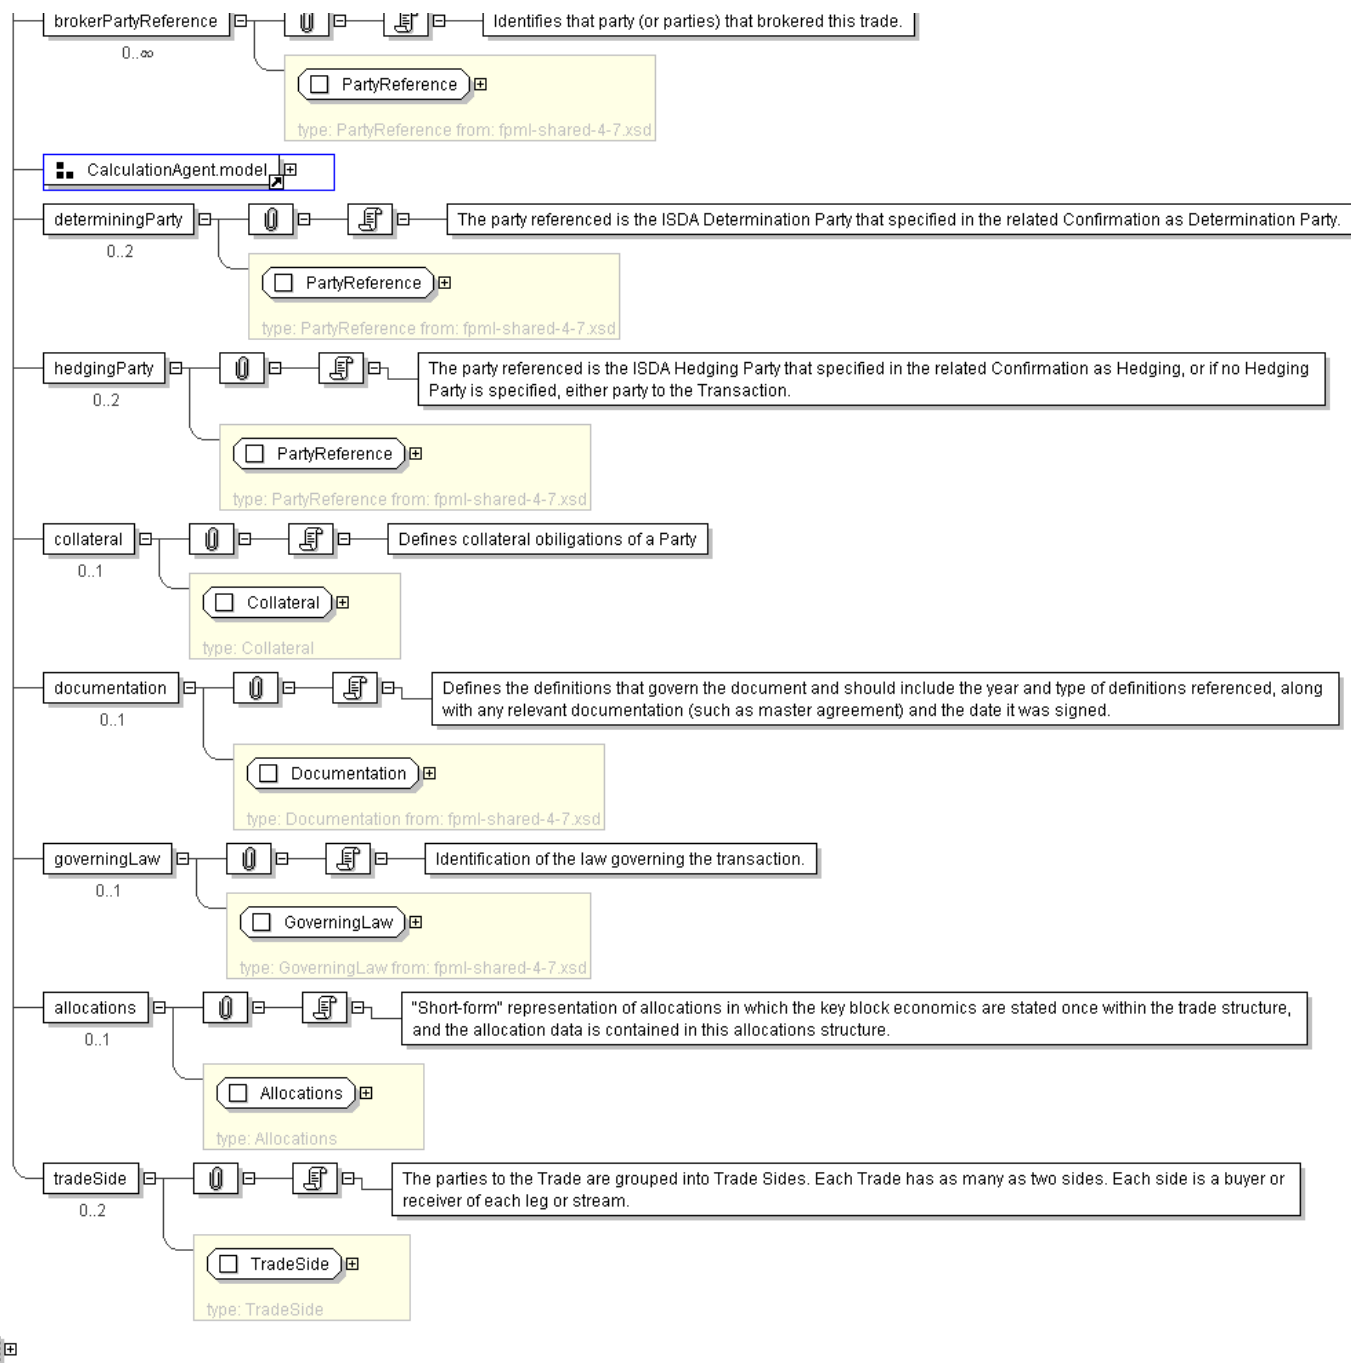 brokerPartyReference
Identifies that party (or parties) that brokered this trade.
0..∞
PartyReference
type: PartyReference from: fpml-shared-4-7.xsd
CalculationAgent.model
determiningParty
The party referenced is the ISDA Determination Party that specified in the related Confirmation as Determination Party.
0..2
PartyReference
type: PartyReference from: fpml-shared-4-7.xsd
hedgingParty
The party referenced is the ISDA Hedging Party that specified in the related Confirmation as Hedging, or if no Hedging
Party is specified, either party to the Transaction.
0..2
PartyReference
type: PartyReference from: fpml-shared-4-7.xsd
collateral
Defines collateral obiligations of a Party
0..1
Collateral
type: Collateral
documentation
Defines the definitions that govern the document and should include the year and type of definitions referenced, along
with any relevant documentation (such as master agreement) and the date it was signed.
0..1
Documentation
type: Documentation from: fpml-shared-4-7.xsd
governingLaw
Identification of the law governing the transaction.
0..1
GoverningLaw
type: GoverningLaw from: fpml-shared-4-7.xsd
allocations
"Short-form" representation of allocations in which the key block economics are stated once within the trade structure,
and the allocation data is contained in this allocations structure.
0..1
Allocations
type: Allocations
tradeSide
The parties to the Trade are grouped into Trade Sides. Each Trade has as many as two sides. Each side is a buyer or
receiver of each leg or stream.
0..2
TradeSide
type: TradeSide